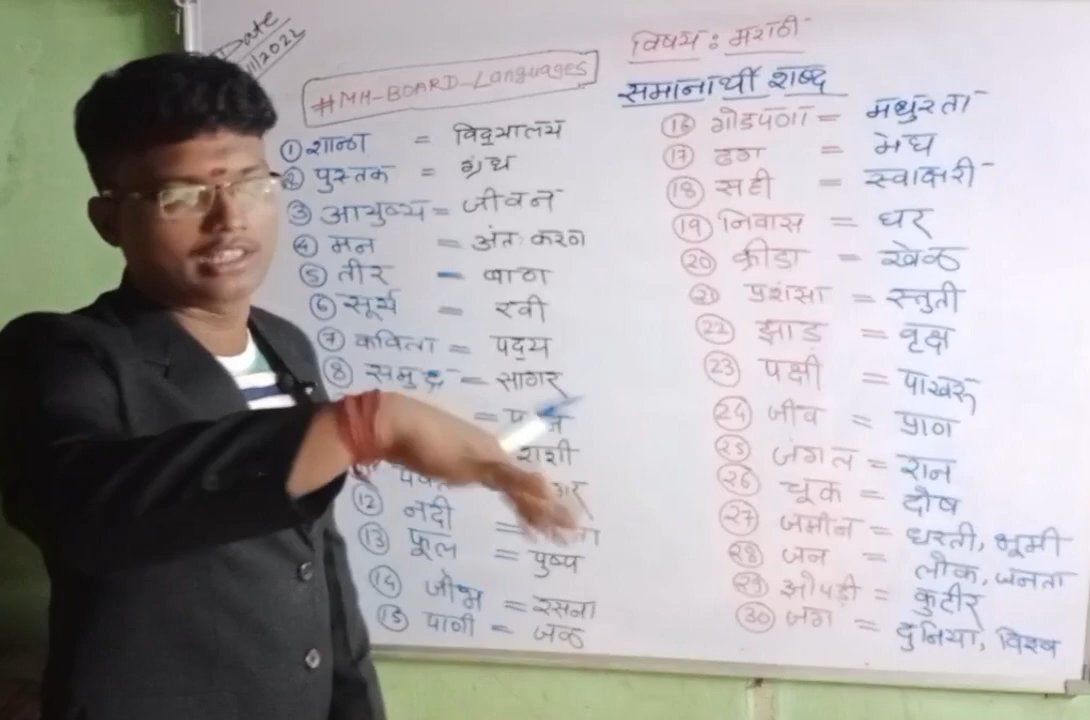 Date
/11/2022
#MH-BOARD-Languages
विषय : मराठी
समानार्थी शब्द
① शाळा = विद्यालय
② पुस्तक = ग्रंथ
③ आयुष्य = जीवन
④ मन = अंतःकरण
⑤ तीर - बाण
⑥ सूर्य = रवी
⑦ कविता = पद्य
⑧ समुद्र = सागर
=
राशी
⑫ नदी =
⑬ फूल = पुष्प
⑭ जीभ = रसना
⑮ पाणी = जळ
⑯ गोडपणा = मधुरता
⑰ ढग = मेघ
⑱ सही = स्वाक्षरी
⑲ निवास = घर
⑳ क्रीडा = खेळ
㉑ प्रशंसा = स्तुती
㉒ झाड = वृक्ष
㉓ पक्षी = पाखरू
㉔ जीव = प्राण
㉕ जंगल = रान
㉖ चूक = दोष
㉗ जमीन = धरती, भूमी
㉘ जन = लोक, जनता
㉙ झोपडी = कुटीर
㉚ जग = दुनिया, विश्व